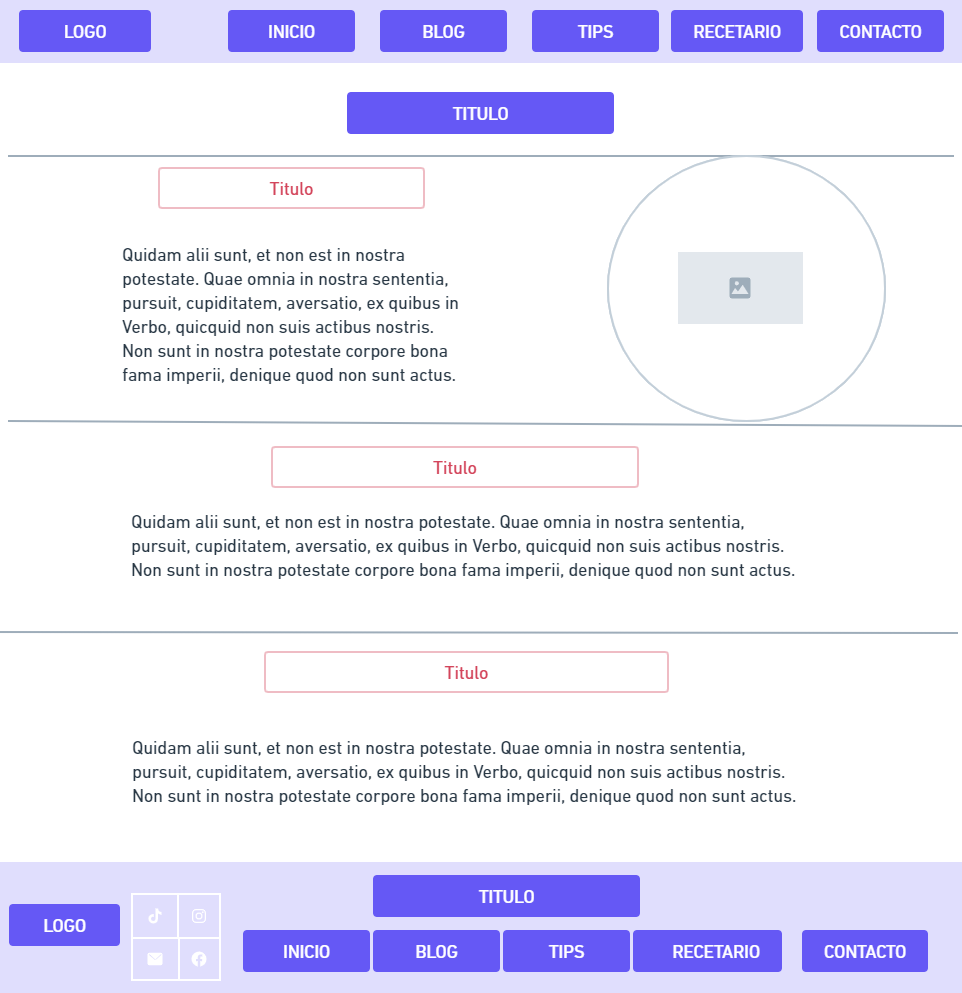 LOGO
INICIO
BLOG
TIPS
RECETARIO
CONTACTO
TITULO
Titulo
Quidam alii sunt, et non est in nostra
potestate. Quae omnia in nostra sententia,
pursuit, cupiditatem, aversatio, ex quibus in
Verbo, quicquid non suis actibus nostris.
Non sunt in nostra potestate corpore bona
fama imperii, denique quod non sunt actus.
Titulo
Quidam alii sunt, et non est in nostra potestate. Quae omnia in nostra sententia,
pursuit, cupiditatem, aversatio, ex quibus in Verbo, quicquid non suis actibus nostris.
Non sunt in nostra potestate corpore bona fama imperii, denique quod non sunt actus.
Titulo
Quidam alii sunt, et non est in nostra potestate. Quae omnia in nostra sententia,
pursuit, cupiditatem, aversatio, ex quibus in Verbo, quicquid non suis actibus nostris.
Non sunt in nostra potestate corpore bona fama imperii, denique quod non sunt actus.
TITULO
LOGO
INICIO
BLOG
TIPS
RECETARIO
CONTACTO